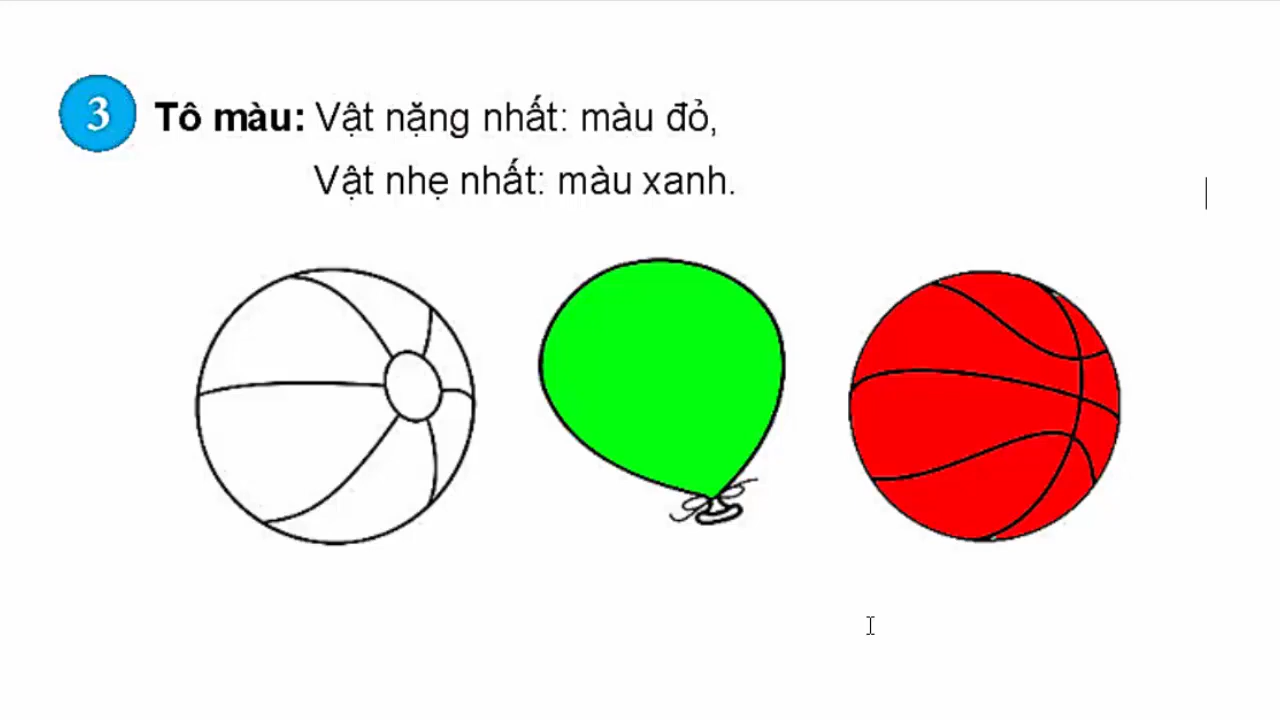 3 Tô màu: Vật nặng nhất: màu đỏ,
Vật nhẹ nhất: màu xanh.